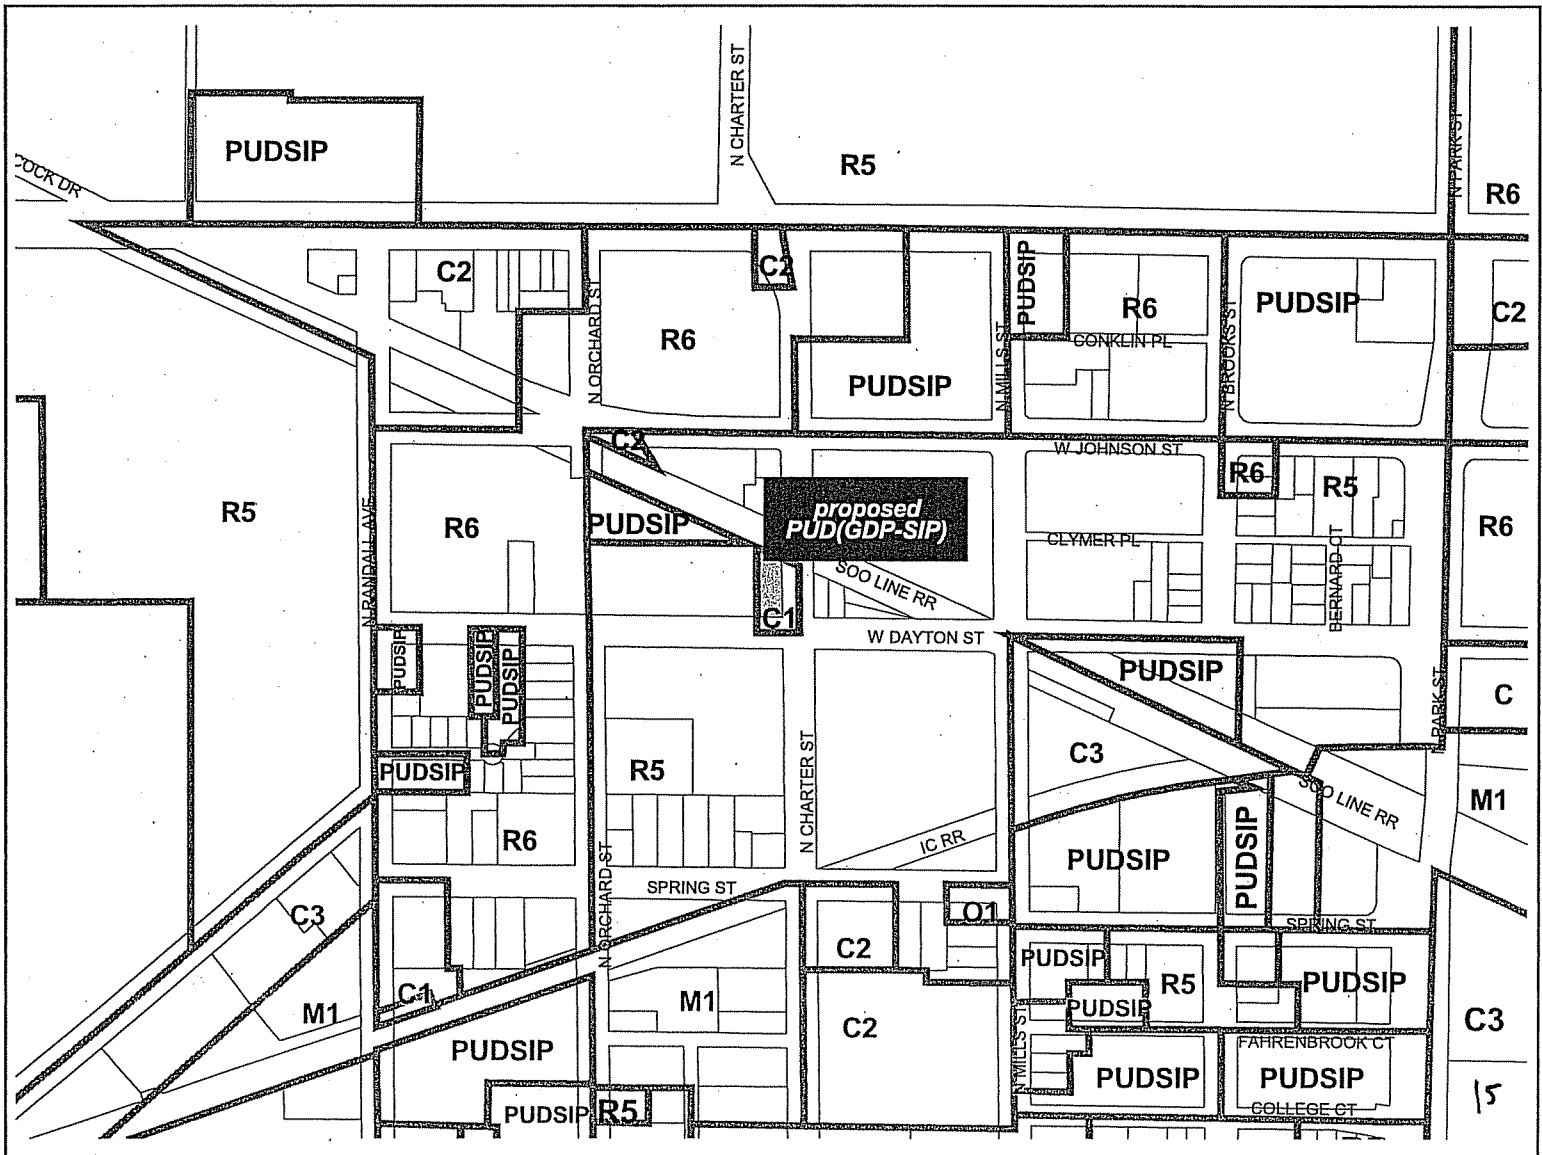 N CHARTER ST
PUDSIP
R5
N PARK ST
COCK DR
R6
C2
C2
PUDSIP
R6
PUDSIP
C2
N ORCHARD ST
R6
N MILLS ST
CONKLIN PL
N BROOKS ST
PUDSIP
C2
W JOHNSON ST
R6
R5
R5
N RANDALL AVE
R6
PUDSIP
proposed
PUD(GDP-SIP)
CLYMER PL
BERNARD CT
R6
SOO LINE RR
C1
W DAYTON ST
PUDSIP
PUDSIP
PUDSIP
PUDSIP
C
PARK ST
C3
R5
N CHARTER ST
PUDSIP
SOO LINE RR
M1
R6
IC RR
PUDSIP
PUDSIP
N ORCHARD ST
SPRING ST
C3
O1
SPRING ST
C2
PUDSIP
R5
PUDSIP
C1
M1
M1
PUDSIP
C2
N MILLS ST
C3
FAHRENBROOK CT
PUDSIP
PUDSIP
PUDSIP
15
PUDSIP
R5
COLLEGE CT